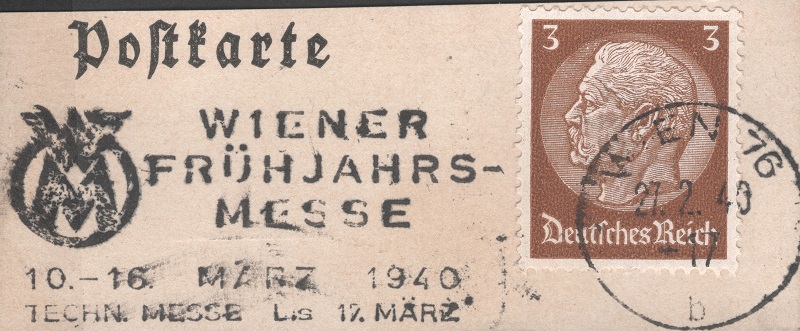 Poſtkarte
WIENER
FRÜHJAHRS-
MESSE
10.-16. MÄRZ 1940
TECHN. MESSE bis 17. MÄRZ
3 3
Deutſches Reich
WIEN 76
27.2.40
-17
b